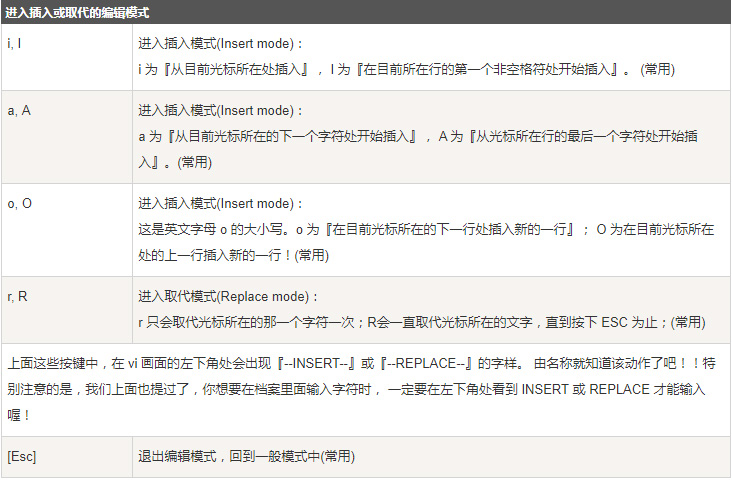 进入插入或取代的编辑模式
i, I
进入插入模式(Insert mode)：
i 为『从目前光标所在处插入』， I 为『在目前所在行的第一个非空格符处开始插入』。 (常用)
a, A
进入插入模式(Insert mode)：
a 为『从目前光标所在的下一个字符处开始插入』， A 为『从光标所在行的最后一个字符处开始插
入』。(常用)
o, O
进入插入模式(Insert mode)：
这是英文字母 o 的大小写。o 为『在目前光标所在的下一行处插入新的一行』； O 为在目前光标所在
处的上一行插入新的一行！(常用)
r, R
进入取代模式(Replace mode)：
r 只会取代光标所在的那一个字符一次；R会一直取代光标所在的文字，直到按下 ESC 为止；(常用)
上面这些按键中，在 vi 画面的左下角处会出现『--INSERT--』或『--REPLACE--』的字样。 由名称就知道该动作了吧！！特
别注意的是，我们上面也提过了，你想要在档案里面输入字符时， 一定要在左下角处看到 INSERT 或 REPLACE 才能输入
喔！
[Esc]
退出编辑模式，回到一般模式中(常用)